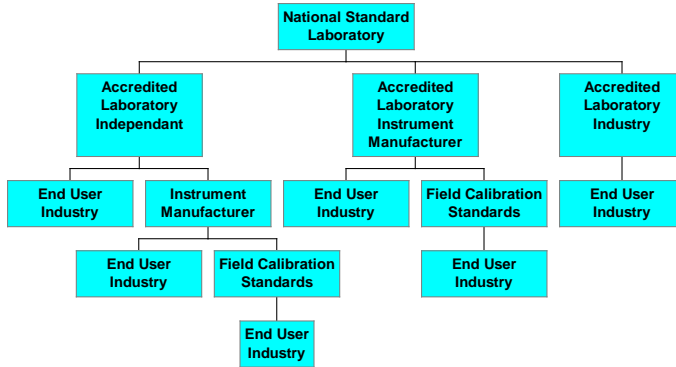 National Standard
Laboratory
Accredited
Laboratory
Independant
Accredited
Laboratory
Instrument
Manufacturer
Accredited
Laboratory
Industry
End User
Industry
Instrument
Manufacturer
End User
Industry
Field Calibration
Standards
End User
Industry
End User
Industry
Field Calibration
Standards
End User
Industry
End User
Industry